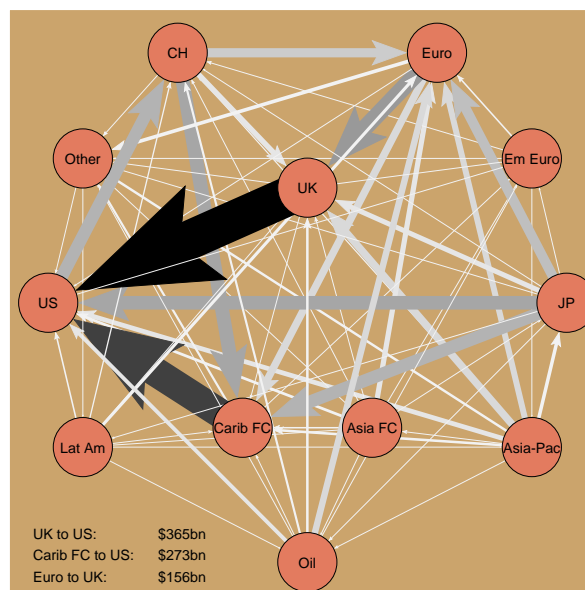 CH
Euro
Other
Em Euro
UK
US
JP
Carib FC
Asia FC
Lat Am
Asia-Pac
UK to US: $365bn
Carib FC to US: $273bn
Euro to UK: $156bn
Oil